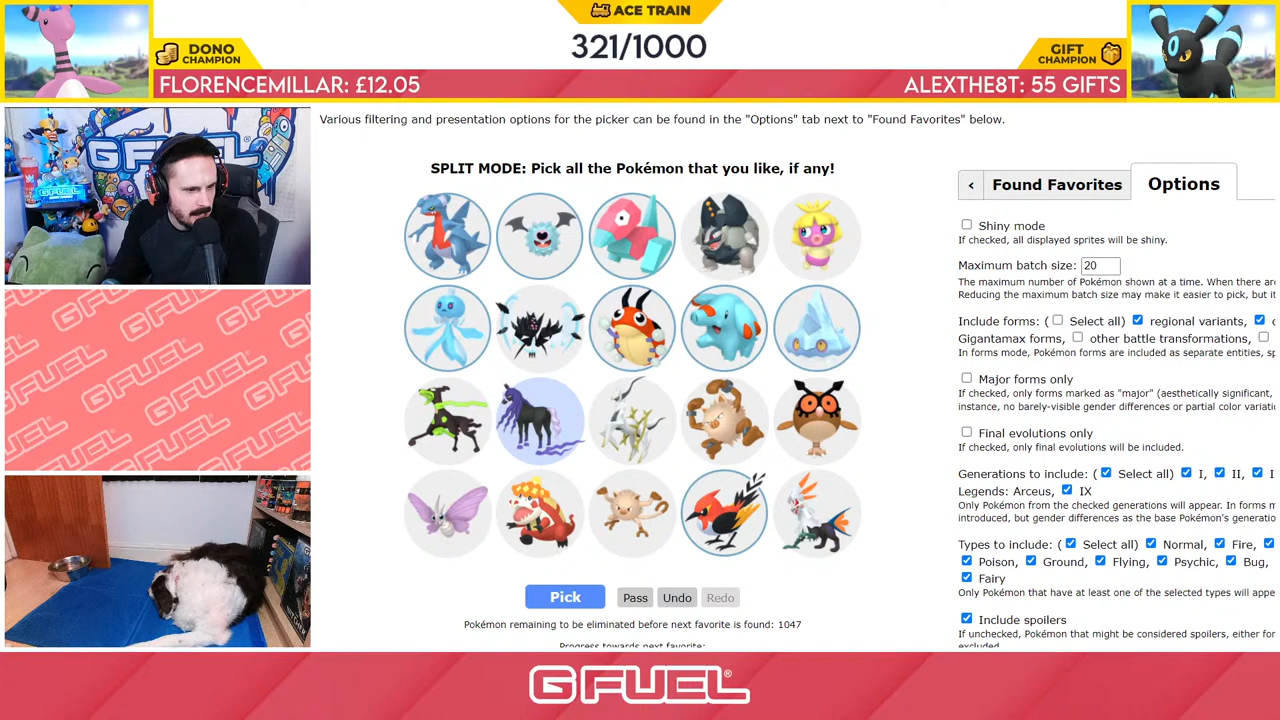 ACE TRAIN
321/1000
DONO
CHAMPION
GIFT
CHAMPION
FLORENCEMILLAR: £12.05
ALEXTHE8T: 55 GIFTS
Various filtering and presentation options for the picker can be found in the "Options" tab next to "Found Favorites" below.
SPLIT MODE: Pick all the Pokémon that you like, if any!
‹
Found Favorites
Options
Shiny mode
If checked, all displayed sprites will be shiny.
Maximum batch size: 20
The maximum number of Pokémon shown at a time. When there are
Reducing the maximum batch size may make it easier to pick, but it
Include forms: ( Select all) regional variants,
Gigantamax forms, other battle transformations,
In forms mode, Pokémon forms are included as separate entities, sp
Major forms only
If checked, only forms marked as "major" (aesthetically significant,
instance, no barely-visible gender differences or partial color variati
Final evolutions only
If checked, only final evolutions will be included.
Generations to include: ( Select all) I, II, I
Legends: Arceus, IX
Only Pokémon from the checked generations will appear. In forms m
introduced, but gender differences as the base Pokémon's generatio
Types to include: ( Select all) Normal, Fire,
Poison, Ground, Flying, Psychic, Bug,
Fairy
Only Pokémon that have at least one of the selected types will appe
Include spoilers
If unchecked, Pokémon that might be considered spoilers, either for
excluded.
Pick
Pass
Undo
Redo
Pokémon remaining to be eliminated before next favorite is found: 1047
Progress towards next favorite:
G FUEL
G FUEL®